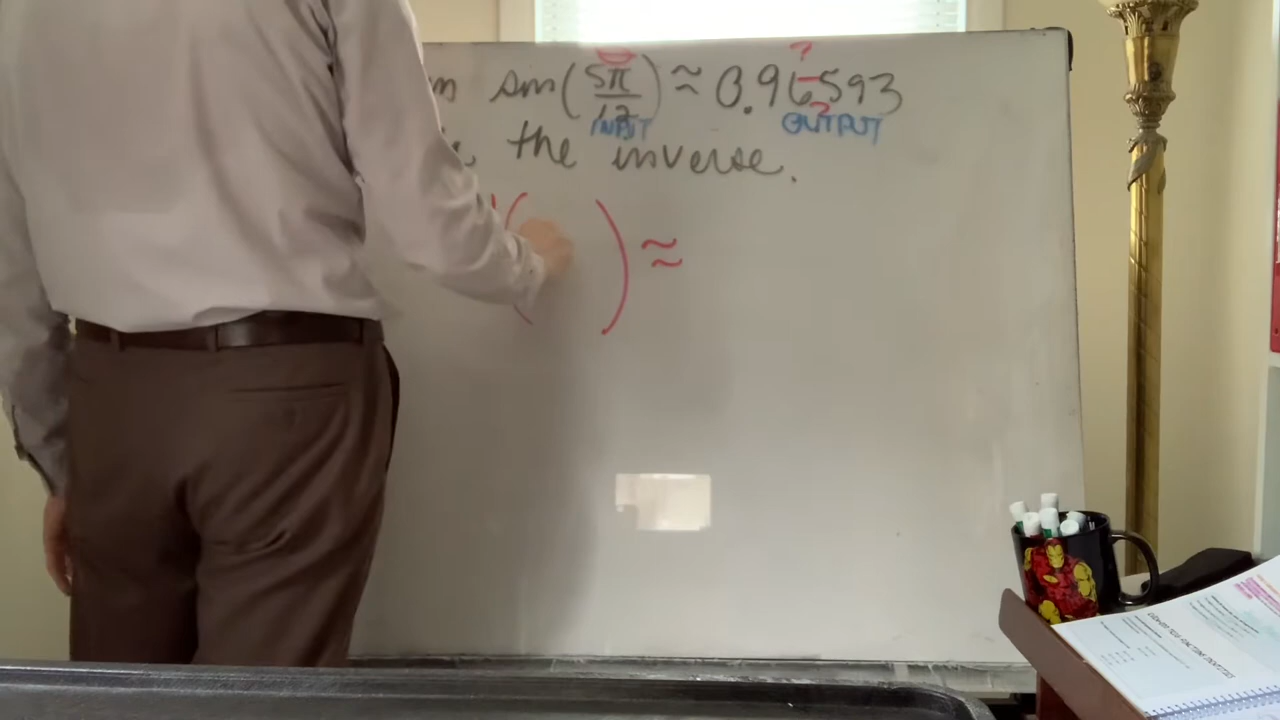 sin(5π/12) ≈ 0.96593
INPUT OUTPUT
the inverse.
( ) ≈